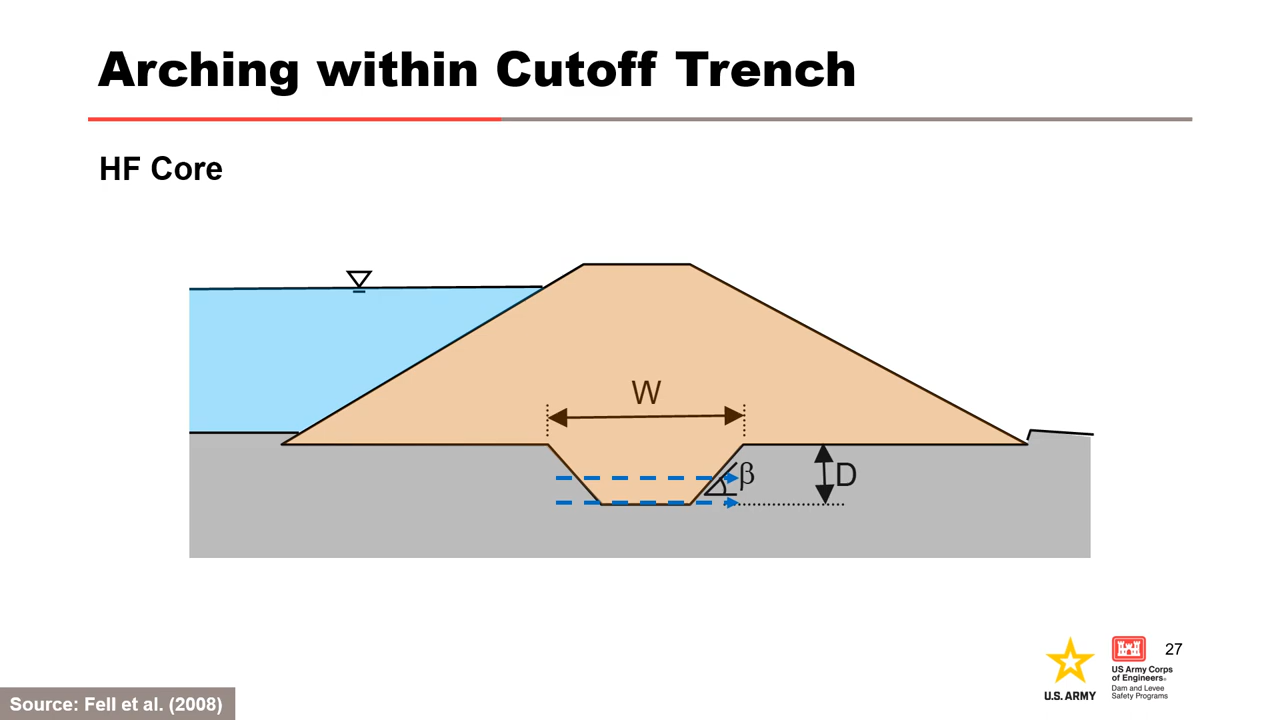 Arching within Cutoff Trench
HF Core
W
β
D
27
U.S. ARMY
US Army Corps
of Engineers®
Dam and Levee
Safety Programs
Source: Fell et al. (2008)